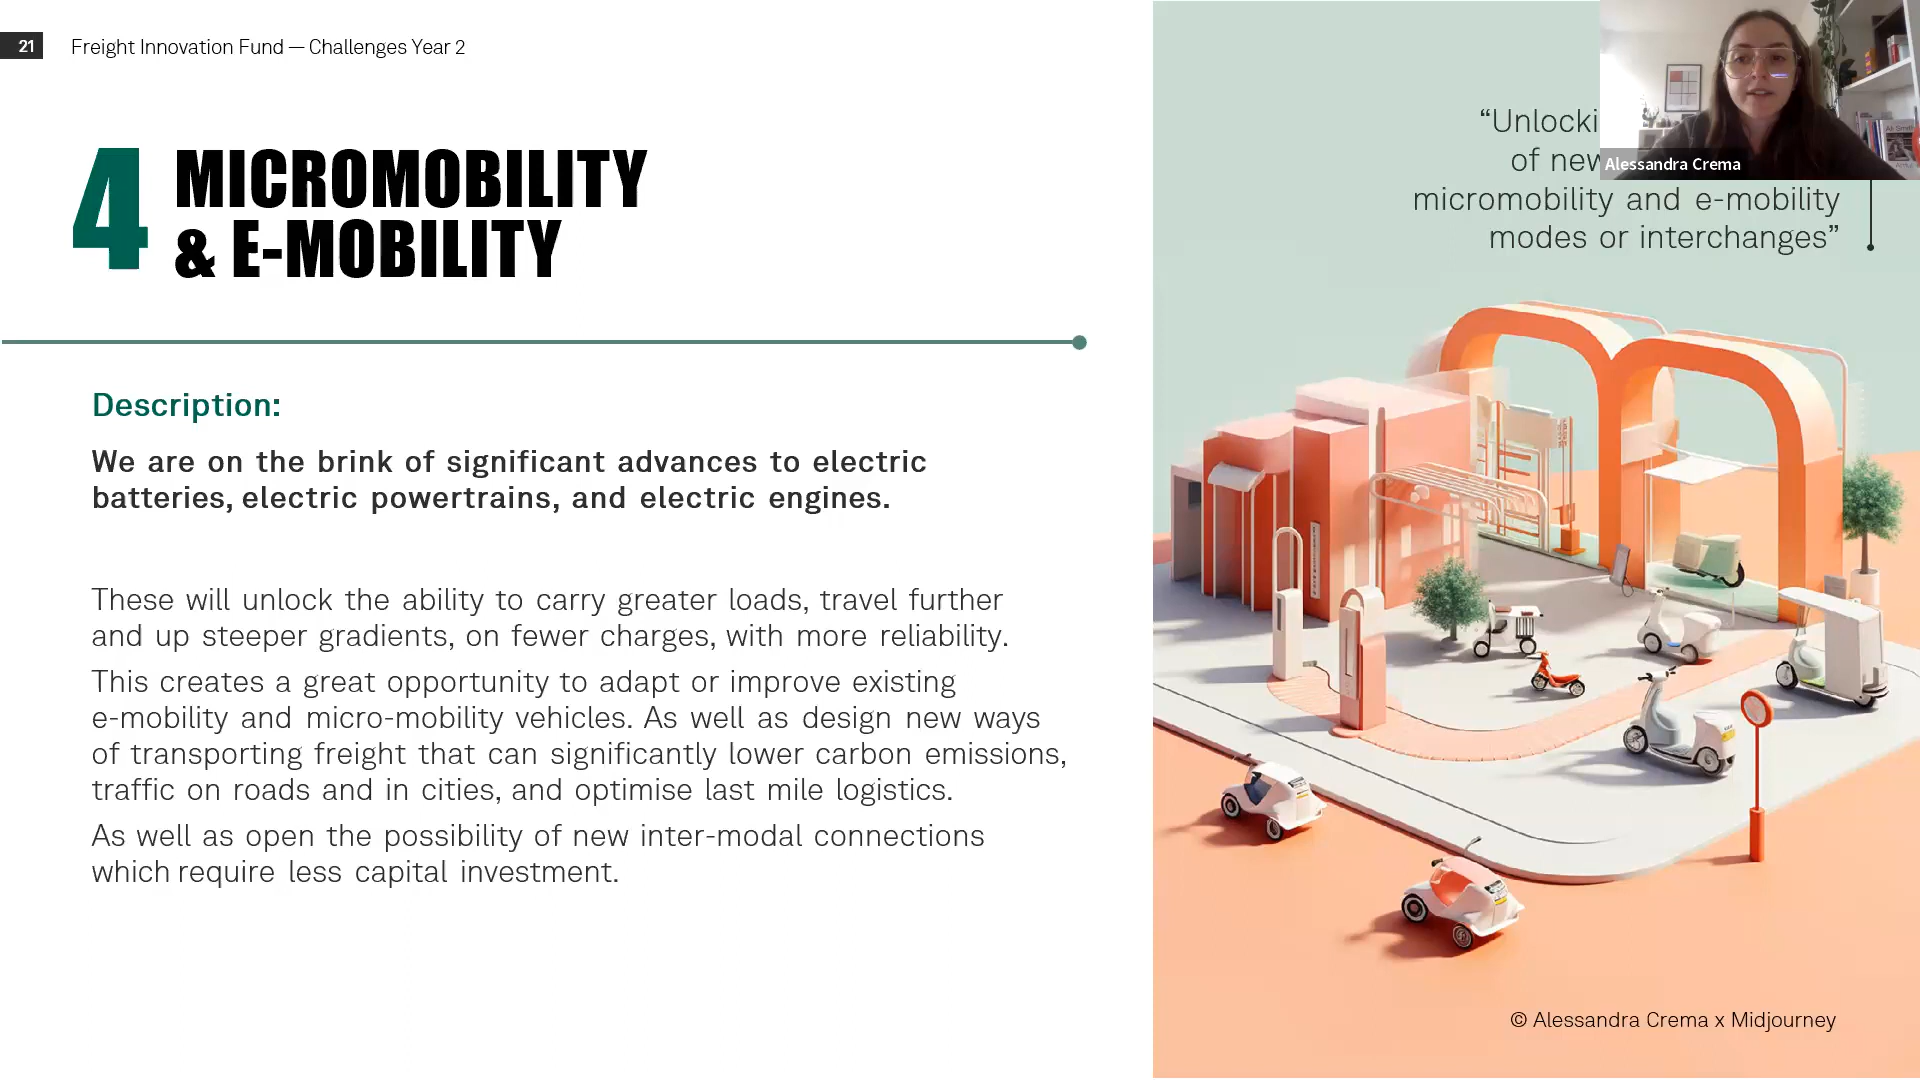 21
Freight Innovation Fund — Challenges Year 2
4
MICROMOBILITY
& E-MOBILITY
Description:
We are on the brink of significant advances to electric
batteries, electric powertrains, and electric engines.
These will unlock the ability to carry greater loads, travel further
and up steeper gradients, on fewer charges, with more reliability.
This creates a great opportunity to adapt or improve existing
e-mobility and micro-mobility vehicles. As well as design new ways
of transporting freight that can significantly lower carbon emissions,
traffic on roads and in cities, and optimise last mile logistics.
As well as open the possibility of new inter-modal connections
which require less capital investment.
“Unlocki
of new
micromobility and e-mobility
modes or interchanges”
Alessandra Crema
© Alessandra Crema x Midjourney